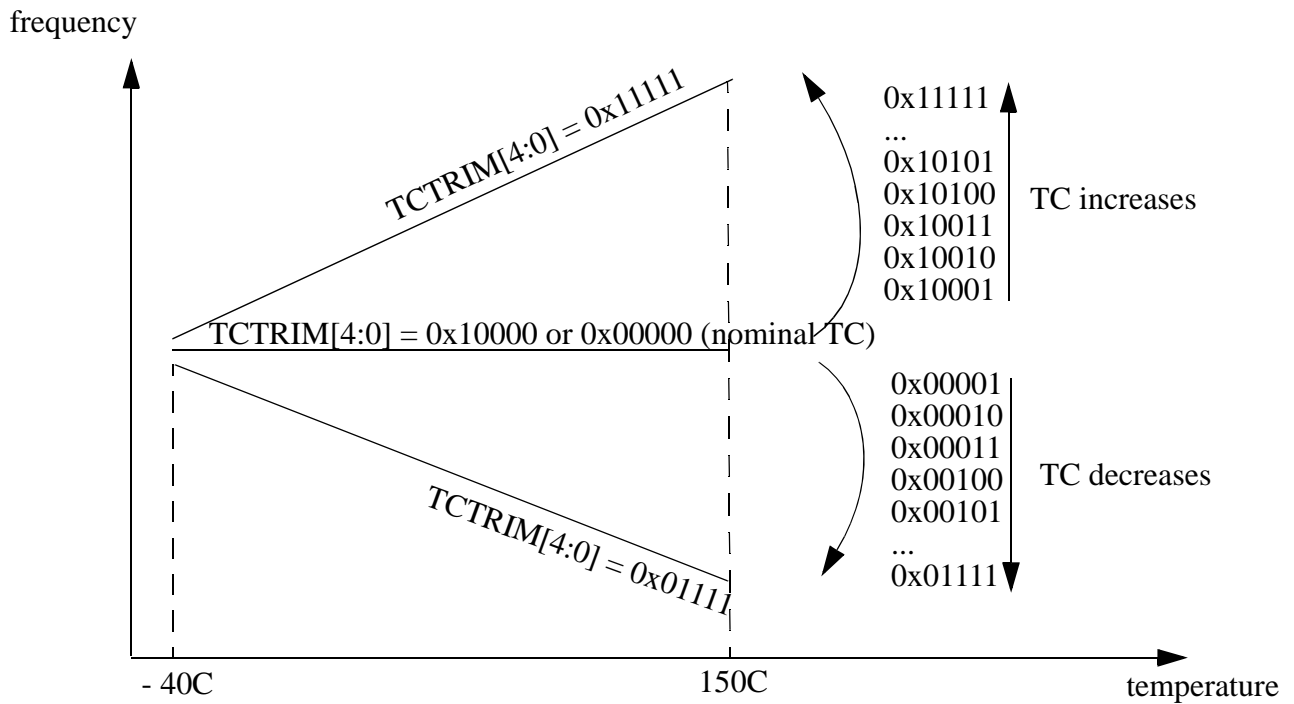 frequency
TCTRIM[4:0] = 0x11111
0x11111
...
0x10101
0x10100
0x10011
0x10010
0x10001
TC increases
TCTRIM[4:0] = 0x10000 or 0x00000 (nominal TC)
0x00001
0x00010
0x00011
0x00100
0x00101
...
0x01111
TC decreases
TCTRIM[4:0] = 0x01111
- 40C
150C
temperature